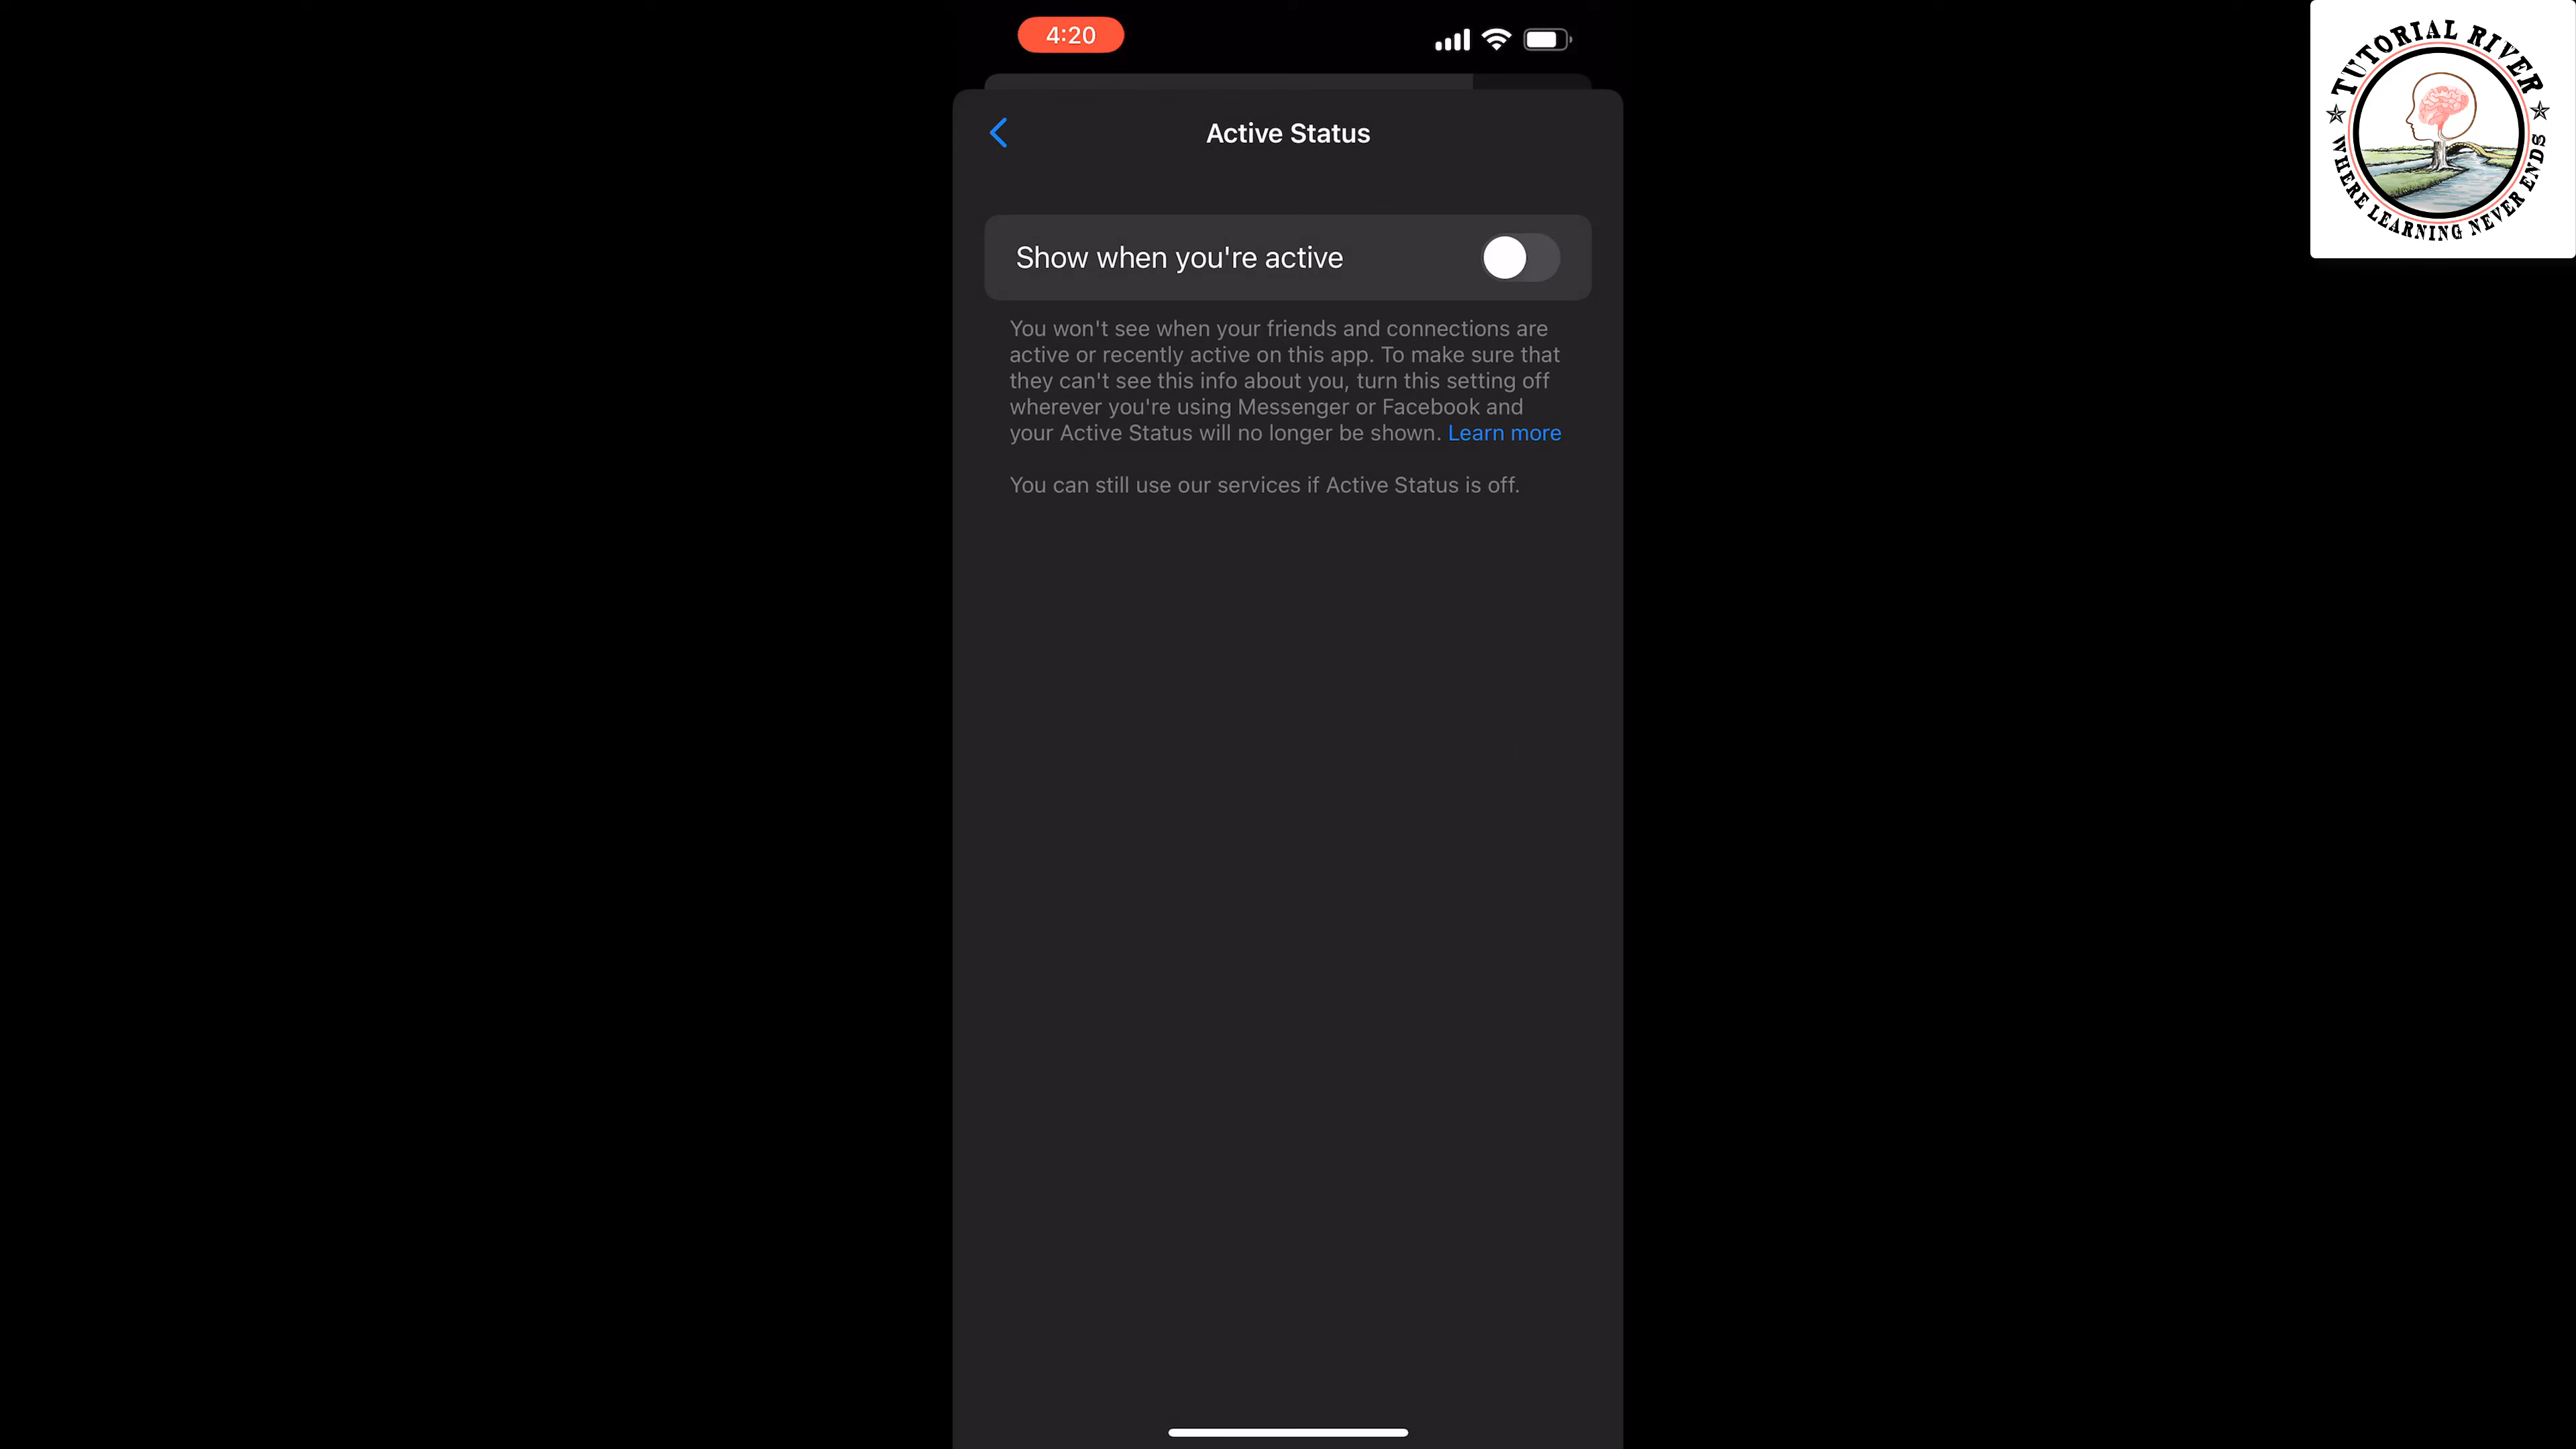 4:20
Active Status
Show when you're active
You won't see when your friends and connections are
active or recently active on this app. To make sure that
they can't see this info about you, turn this setting off
wherever you're using Messenger or Facebook and
your Active Status will no longer be shown. Learn more
You can still use our services if Active Status is off.
TUTORIAL RIVER
WHERE LEARNING NEVER ENDS